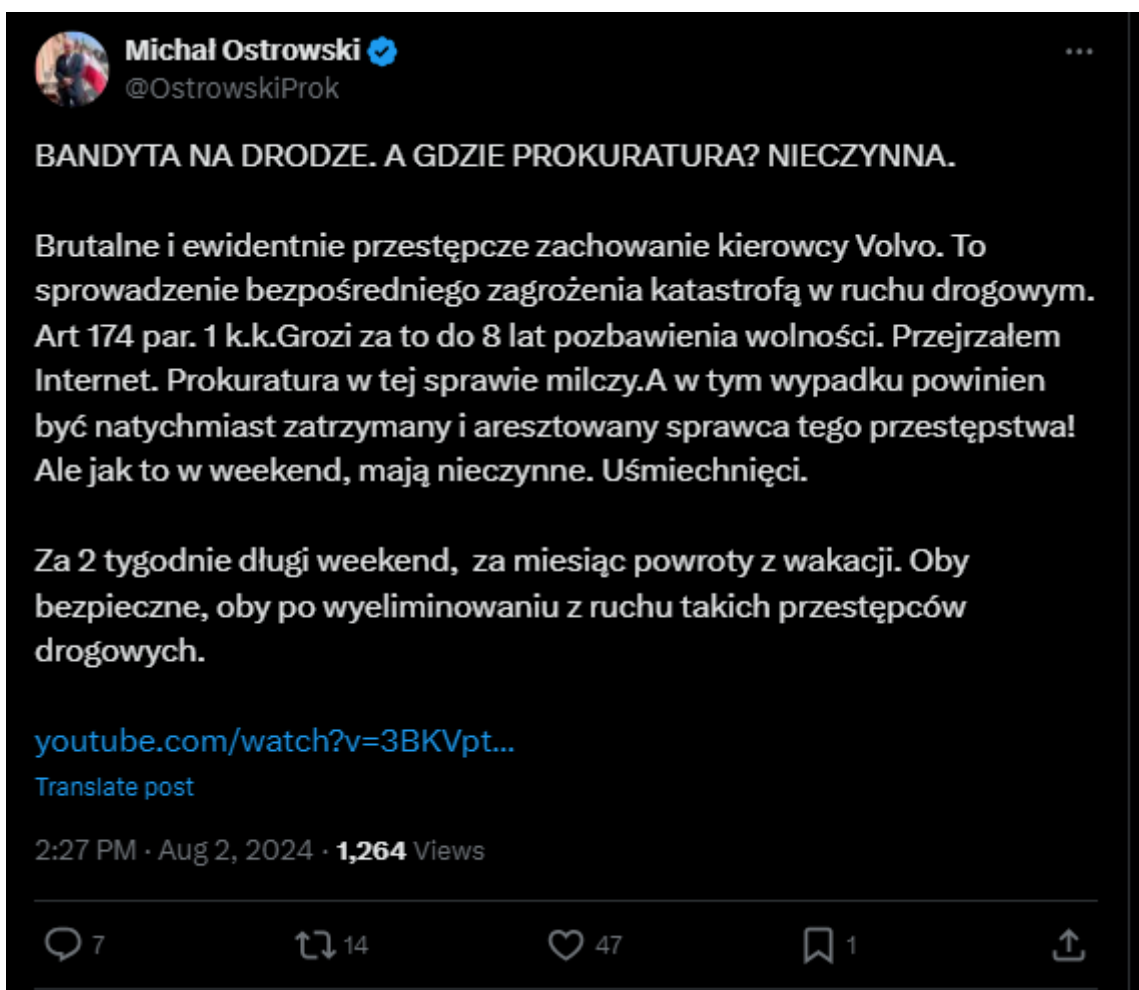 Michał Ostrowski
@OstrowskiProk
BANDYTA NA DRODZE. A GDZIE PROKURATURA? NIECZYNNA.
Brutalne i ewidentnie przestępcze zachowanie kierowcy Volvo. To
sprowadzenie bezpośredniego zagrożenia katastrofą w ruchu drogowym.
Art 174 par. 1 k.k.Grozi za to do 8 lat pozbawienia wolności. Przejrzałem
Internet. Prokuratura w tej sprawie milczy.A w tym wypadku powinien
być natychmiast zatrzymany i aresztowany sprawca tego przestępstwa!
Ale jak to w weekend, mają nieczynne. Uśmiechnięci.
Za 2 tygodnie długi weekend,  za miesiąc powroty z wakacji. Oby
bezpieczne, oby po wyeliminowaniu z ruchu takich przestępców
drogowych.
youtube.com/watch?v=3BKVpt...
Translate post
2:27 PM · Aug 2, 2024 · 1,264 Views
7 14 47 1